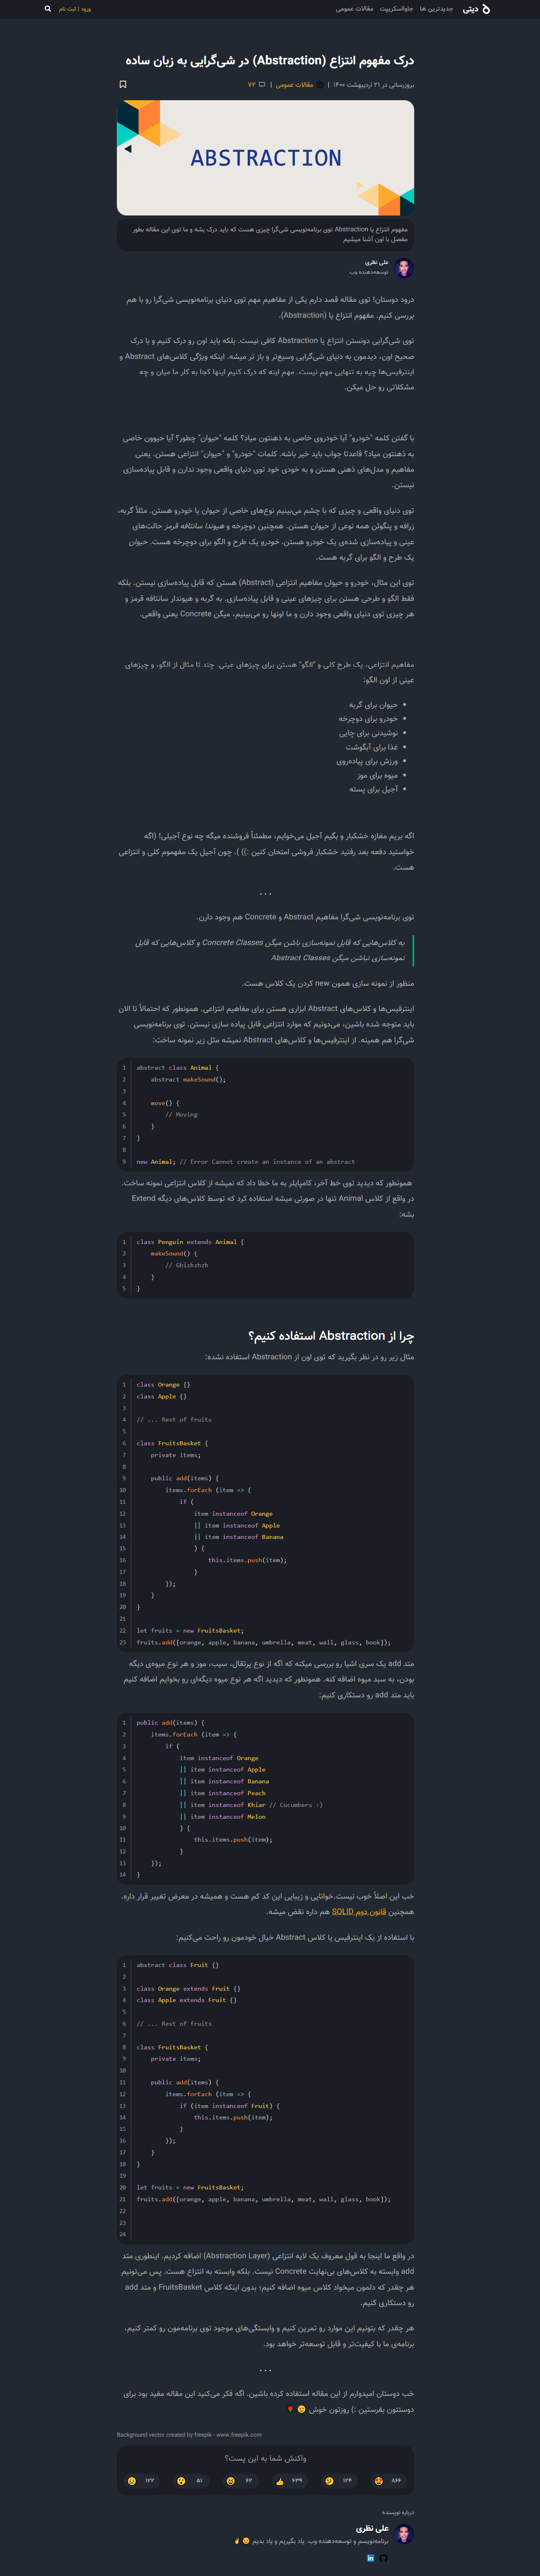 دیتی
جدیدترین ها
جاوااسکریپت
مقالات عمومی
ورود | ثبت نام
درک مفهوم انتزاع (Abstraction) در شی‌گرایی به زبان ساده
بروزرسانی در ۲۱ اردیبهشت ۱۴۰۰ | مقالات عمومی | ۷۲
ABSTRACTION
مفهوم انتزاع یا Abstraction توی برنامه‌نویسی شی‌گرا چیزی هست که باید درک بشه و ما توی این مقاله بطور
مفصل با اون آشنا میشیم
علی نظری
توسعه‌دهنده وب
درود دوستان! توی مقاله قصد دارم یکی از مفاهیم مهم توی دنیای برنامه‌نویسی شی‌گرا رو با هم
بررسی کنیم. مفهوم انتزاع یا (Abstraction).
توی شی‌گرایی دونستن انتزاع یا Abstraction کافی نیست. بلکه باید اون رو درک کنیم و با درک
صحیح اون، دیدمون به دنیای شی‌گرایی وسیع‌تر و باز تر میشه. اینکه ویژگی کلاس‌های Abstract و
اینترفیس‌ها چیه به تنهایی مهم نیست. مهم اینه که درک کنیم اینها کجا به کار ما میان و چه
مشکلاتی رو حل میکن.
با گفتن کلمه "خودرو" آیا خودروی خاصی به ذهنتون میاد؟ کلمه "حیوان" چطور؟ آیا حیوون خاصی
به ذهنتون میاد؟ قاعدتا جواب باید خیر باشه. کلمات "خودرو" و "حیوان" انتزاعی هستن. یعنی
مفاهیم و مدل‌های ذهنی هستن و به خودی خود توی دنیای واقعی وجود ندارن و قابل پیاده‌سازی
نیستن.
توی دنیای واقعی و چیزی که با چشم می‌بینیم نوع‌های خاصی از حیوان یا خودرو هستن. مثلاً گربه،
زرافه و پنگوئن همه نوعی از حیوان هستن. همچنین دوچرخه و هیوندا سانتافه قرمز حالت‌های
عینی و پیاده‌سازی شده‌ی یک خودرو هستن. خودرو یک طرح و الگو برای دوچرخه هست. حیوان
یک طرح و الگو برای گربه هست.
توی این مثال، خودرو و حیوان مفاهیم انتزاعی (Abstract) هستن که قابل پیاده‌سازی نیستن. بلکه
فقط الگو و طرحی هستن برای چیزهای عینی و قابل پیاده‌سازی. به گربه و هیوندار سانتافه قرمز و
هر چیزی توی دنیای واقعی وجود دارن و ما اونها رو می‌بینیم، میگن Concrete یعنی واقعی.
مفاهیم انتزاعی، یک طرح کلی و "الگو" هستن برای چیزهای عینی. چند تا مثال از الگو، و چیزهای
عینی از اون الگو:
• حیوان برای گربه
• خودرو برای دوچرخه
• نوشیدنی برای چایی
• غذا برای آبگوشت
• ورزش برای پیاده‌روی
• میوه برای موز
• آجیل برای پسته
اگه بریم مغازه خشکبار و بگیم آجیل می‌خوایم، مطمئناً فروشنده میگه چه نوع آجیلی! (اگه
خواستید دفعه بعد رفتید خشکبار فروشی امتحان کنین :)) ). چون آجیل یک مفهموم کلی و انتزاعی
هست.
...
توی برنامه‌نویسی شی‌گرا مفاهیم Abstract و Concrete هم وجود دارن.
به کلاس‌هایی که قابل نمونه‌سازی باشن میگن Concrete Classes و کلاس‌هایی که قابل
نمونه‌سازی نباشن میگن Abstract Classes
منظور از نمونه سازی همون new کردن یک کلاس هست.
اینترفیس‌ها و کلاس‌های Abstract ابزاری هستن برای مفاهیم انتزاعی. همونطور که احتمالاً تا الان
باید متوجه شده باشین، می‌دونیم که موارد انتزاعی قابل پیاده سازی نیستن. توی برنامه‌نویسی
شی‌گرا هم همینه. از اینترفیس‌ها و کلاس‌های Abstract نمیشه مثل زیر نمونه ساخت:
1 abstract class Animal {
2     abstract makeSound();
3
4     move() {
5         // Moving
6     }
7 }
8
9 new Animal; // Error Cannot create an instance of an abstract
همونطور که دیدید توی خط آخر، کامپایلر به ما خطا داد که نمیشه از کلاس انتزاعی نمونه ساخت.
در واقع از کلاس Animal تنها در صورتی میشه استفاده کرد که توسط کلاس‌های دیگه Extend
بشه:
1 class Penguin extends Animal {
2     makeSound() {
3         // Ghizhzhzh
4     }
5 }
چرا از Abstraction استفاده کنیم؟
مثال زیر رو در نظر بگیرید که توی اون از Abstraction استفاده نشده:
1 class Orange {}
2 class Apple {}
3
4 // ... Rest of fruits
5
6 class FruitsBasket {
7     private items;
8
9     public add(items) {
10         items.forEach (item => {
11             if (
12                 item instanceof Orange
13                 || item instanceof Apple
14                 || item instanceof Banana
15                 ) {
16                     this.items.push(item);
17                 }
18         });
19     }
20 }
21
22 let fruits = new FruitsBasket;
23 fruits.add([orange, apple, banana, umbrella, meat, wall, glass, book]);
متد add یک سری اشیا رو بررسی میکنه که اگه از نوع پرتقال، سیب، موز و هر نوع میوه‌ی دیگه
بودن، به سبد میوه اضافه کنه. همونطور که دیدید اگه هر نوع میوه دیگه‌ای رو بخوایم اضافه کنیم
باید متد add رو دستکاری کنیم:
1 public add(items) {
2     items.forEach (item => {
3         if (
4             item instanceof Orange
5             || item instanceof Apple
6             || item instanceof Banana
7             || item instanceof Peach
8             || item instanceof Khiar // Cucumbers :)
9             || item instanceof Melon
10             ) {
11                 this.items.push(item);
12             }
13     });
14 }
خب این اصلاً خوب نیست.خوانایی و زیبایی این کد کم هست و همیشه در معرض تغییر قرار داره.
همچنین قانون دوم SOLID هم داره نقض میشه.
با استفاده از یک اینترفیس یا کلاس Abstract خیال خودمون رو راحت می‌کنیم:
1 abstract class Fruit {}
2
3 class Orange extends Fruit {}
4 class Apple extends Fruit {}
5
6 // ... Rest of fruits
7
8 class FruitsBasket {
9     private items;
10
11     public add(items) {
12         items.forEach (item => {
13             if (item instanceof Fruit) {
14                 this.items.push(item);
15             }
16         });
17     }
18 }
19
20 let fruits = new FruitsBasket;
21 fruits.add([orange, apple, banana, umbrella, meat, wall, glass, book]);
22
23
24
در واقع ما اینجا به قول معروف یک لایه انتزاعی (Abstraction Layer) اضافه کردیم. اینطوری متد
add وابسته به کلاس‌های بی‌نهایت Concrete نیست. بلکه وابسته به انتزاع هست. پس می‌تونیم
هر چقدر که دلمون میخواد کلاس میوه اضافه کنیم؛ بدون اینکه کلاس FruitsBasket و متد add
رو دستکاری کنیم.
هر چقدر که بتونیم این موارد رو تمرین کنیم و وابستگی‌های موجود توی برنامه‌مون رو کمتر کنیم،
برنامه‌ی ما با کیفیت‌تر و قابل توسعه‌تر خواهد بود.
...
خب دوستان امیدوارم از این مقاله استفاده کرده باشین. اگه فکر می‌کنید این مقاله مفید بود برای
دوستتون بفرستین :) روزتون خوش 😉 🌹
Background vector created by freepik - www.freepik.com
واکنش شما به این پست؟
۸۶۶
۱۲۴
۶۳۹
۶۲
۵۱
۱۲۲
درباره نویسنده
علی نظری
برنامه‌نویسم و توسعه‌دهنده وب. یاد بگیریم و یاد بدیم 😉 ✌